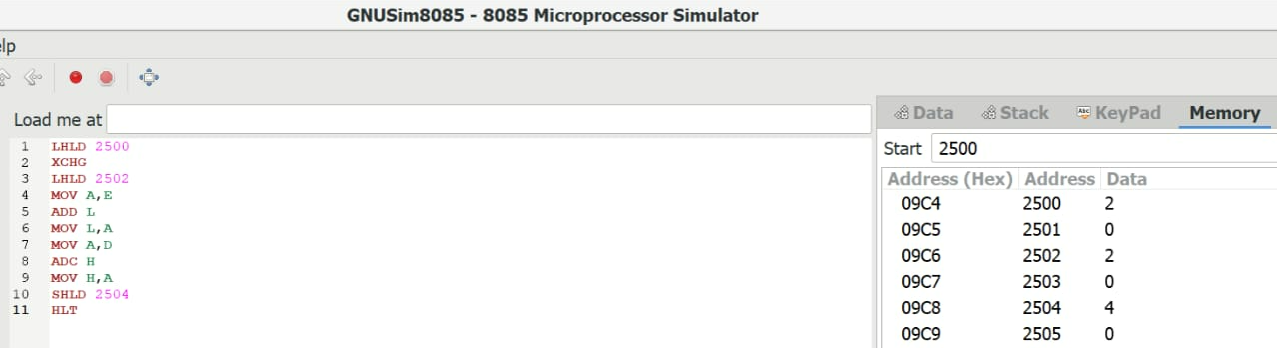 GNUSim8085 - 8085 Microprocessor Simulator
elp
Load me at
1 LHLD 2500
2 XCHG
3 LHLD 2502
4 MOV A,E
5 ADD L
6 MOV L,A
7 MOV A,D
8 ADC H
9 MOV H,A
10 SHLD 2504
11 HLT
Data Stack Abc KeyPad Memory
Start 2500
Address (Hex) Address Data
09C4 2500 2
09C5 2501 0
09C6 2502 2
09C7 2503 0
09C8 2504 4
09C9 2505 0